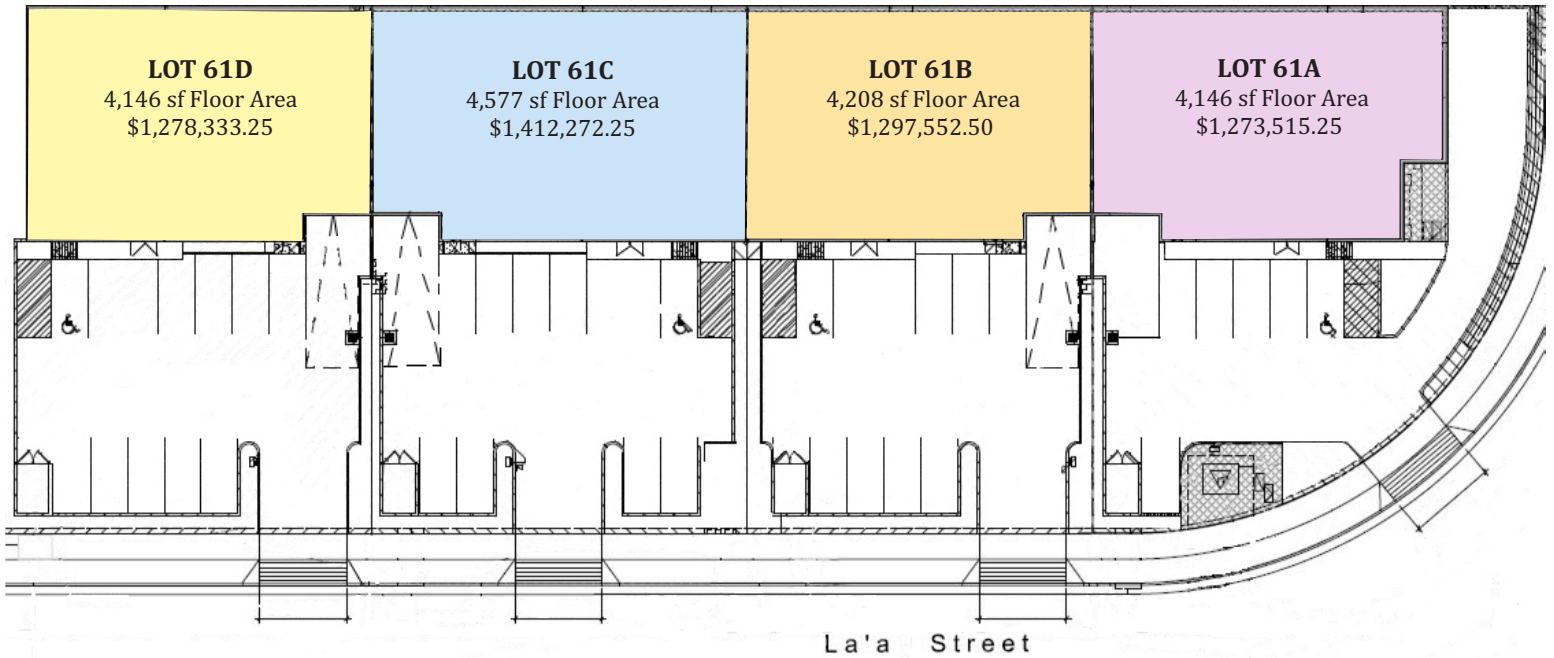 LOT 61D
4,146 sf Floor Area
$1,278,333.25
LOT 61C
4,577 sf Floor Area
$1,412,272.25
LOT 61B
4,208 sf Floor Area
$1,297,552.50
LOT 61A
4,146 sf Floor Area
$1,273,515.25
La'a Street